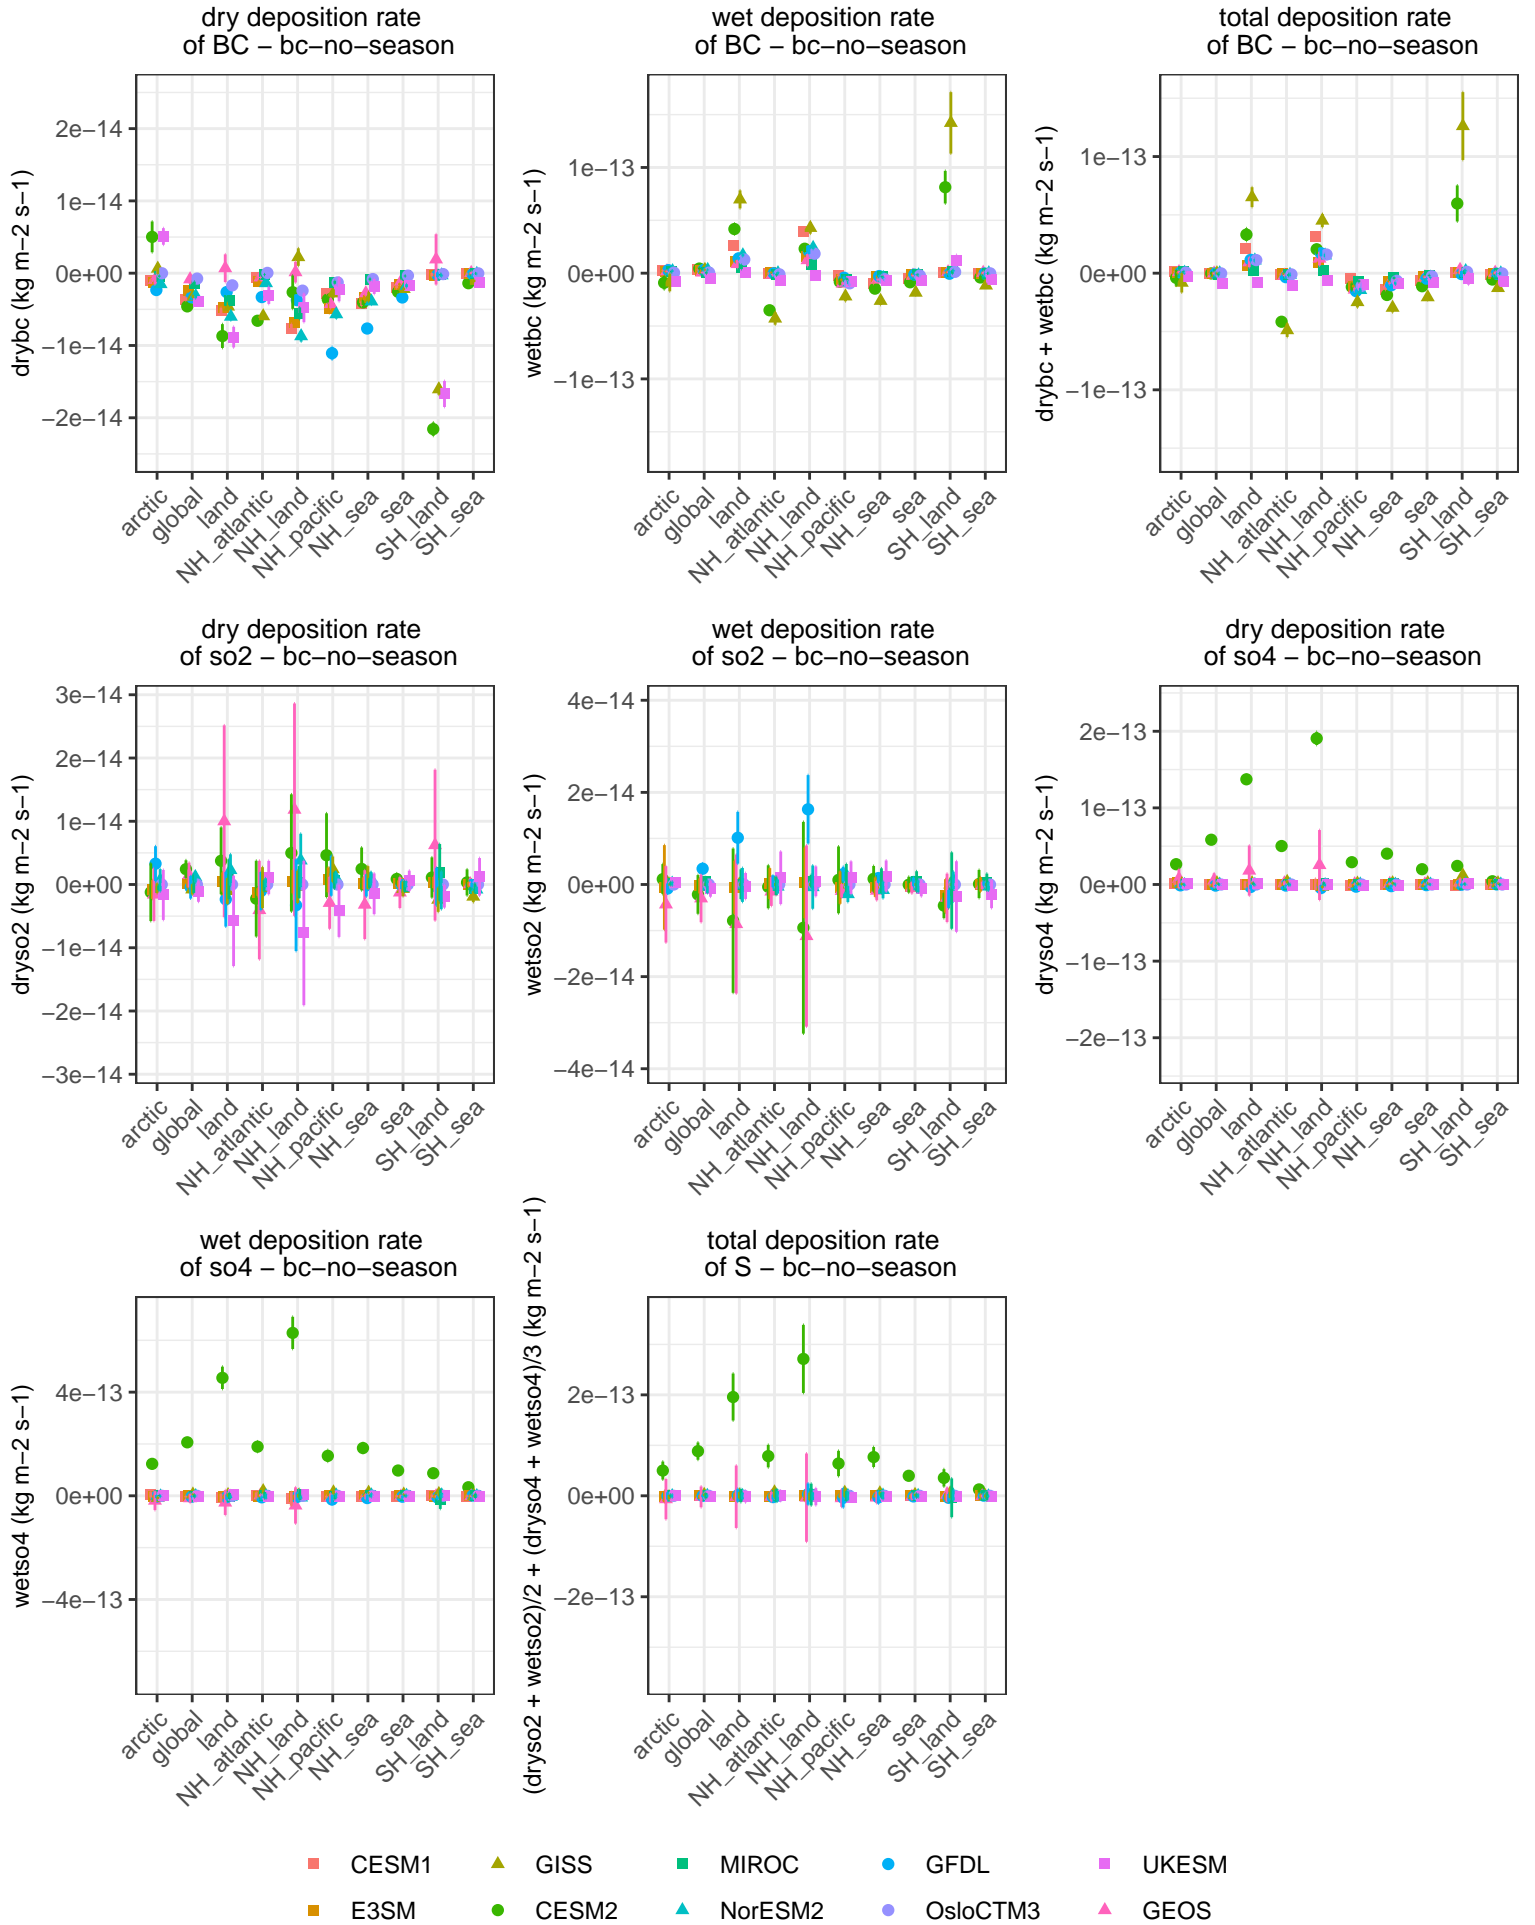 dry deposition rate
of BC − bc−no−season
wet deposition rate
of BC − bc−no−season
total deposition rate
of BC − bc−no−season
drybc (kg m−2 s−1)
2e−14
1e−14
0e+00
−1e−14
−2e−14
arctic
global
land
NH_atlantic
NH_land
NH_pacific
NH_sea
sea
SH_land
SH_sea
wetbc (kg m−2 s−1)
1e−13
0e+00
−1e−13
arctic
global
land
NH_atlantic
NH_land
NH_pacific
NH_sea
sea
SH_land
SH_sea
drybc + wetbc (kg m−2 s−1)
1e−13
0e+00
−1e−13
arctic
global
land
NH_atlantic
NH_land
NH_pacific
NH_sea
sea
SH_land
SH_sea
dry deposition rate
of so2 − bc−no−season
wet deposition rate
of so2 − bc−no−season
dry deposition rate
of so4 − bc−no−season
dryso2 (kg m−2 s−1)
3e−14
2e−14
1e−14
0e+00
−1e−14
−2e−14
−3e−14
arctic
global
land
NH_atlantic
NH_land
NH_pacific
NH_sea
sea
SH_land
SH_sea
wetso2 (kg m−2 s−1)
4e−14
2e−14
0e+00
−2e−14
−4e−14
arctic
global
land
NH_atlantic
NH_land
NH_pacific
NH_sea
sea
SH_land
SH_sea
dryso4 (kg m−2 s−1)
2e−13
1e−13
0e+00
−1e−13
−2e−13
arctic
global
land
NH_atlantic
NH_land
NH_pacific
NH_sea
sea
SH_land
SH_sea
wet deposition rate
of so4 − bc−no−season
total deposition rate
of S − bc−no−season
wetso4 (kg m−2 s−1)
4e−13
0e+00
−4e−13
arctic
global
land
NH_atlantic
NH_land
NH_pacific
NH_sea
sea
SH_land
SH_sea
(dryso2 + wetso2)/2 + (dryso4 + wetso4)/3 (kg m−2 s−1)
2e−13
0e+00
−2e−13
arctic
global
land
NH_atlantic
NH_land
NH_pacific
NH_sea
sea
SH_land
SH_sea
CESM1
GISS
MIROC
GFDL
UKESM
E3SM
CESM2
NorESM2
OsloCTM3
GEOS